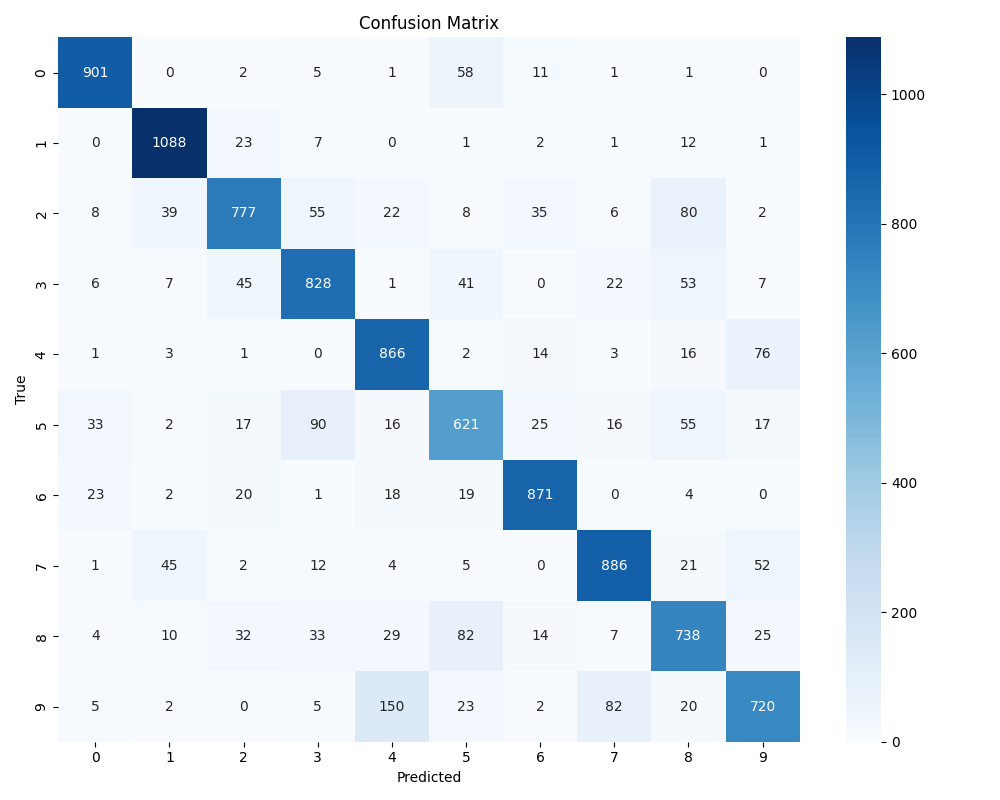 Confusion Matrix
0 901 0 2 5 1 58 11 1 1 0
1 0 1088 23 7 0 1 2 1 12 1
2 8 39 777 55 22 8 35 6 80 2
3 6 7 45 828 1 41 0 22 53 7
4 1 3 1 0 866 2 14 3 16 76
5 33 2 17 90 16 621 25 16 55 17
6 23 2 20 1 18 19 871 0 4 0
7 1 45 2 12 4 5 0 886 21 52
8 4 10 32 33 29 82 14 7 738 25
9 5 2 0 5 150 23 2 82 20 720
0 1 2 3 4 5 6 7 8 9
Predicted
True
1000
800
600
400
200
0